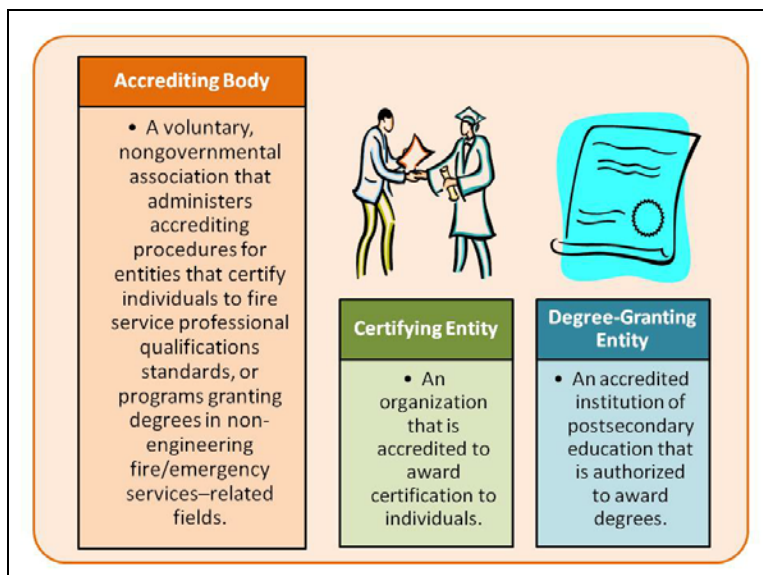 Accrediting Body
• A voluntary,
nongovernmental
association that
administers
accrediting
procedures for
entities that certify
individuals to fire
service professional
qualifications
standards, or
programs granting
degrees in non-
engineering
fire/emergency
services–related
fields.
Certifying Entity
• An
organization that is
accredited to
award
certification to
individuals.
Degree-Granting
Entity
• An accredited
institution of
postsecondary
education that
is authorized
to award
degrees.